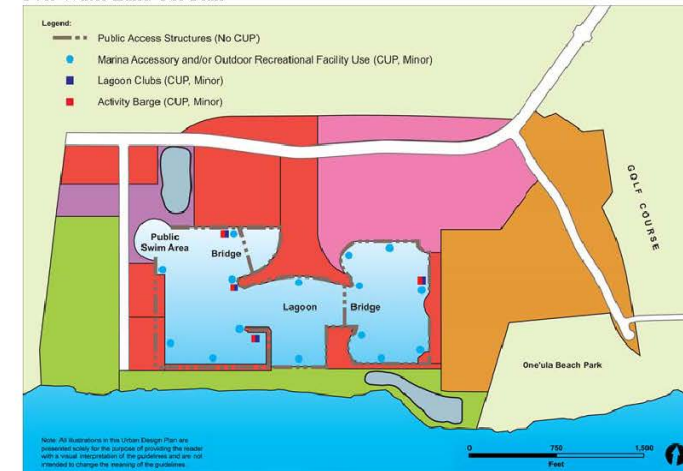 Legend:
Public Access Structures (No CUP)
Marina Accessory and/or Outdoor Recreational Facility Use (CUP, Minor)
Lagoon Clubs (CUP, Minor)
Activity Barge (CUP, Minor)
GOLF COURSE
Public
Swim Area
Bridge
Lagoon
Bridge
One'ula Beach Park
Note: All illustrations in this Urban Design Plan are
presented solely for the purpose of providing the reader
with a visual interpretation of the guidelines and are not
intended to change the meaning of the guidelines.
0 750 1,500
Feet